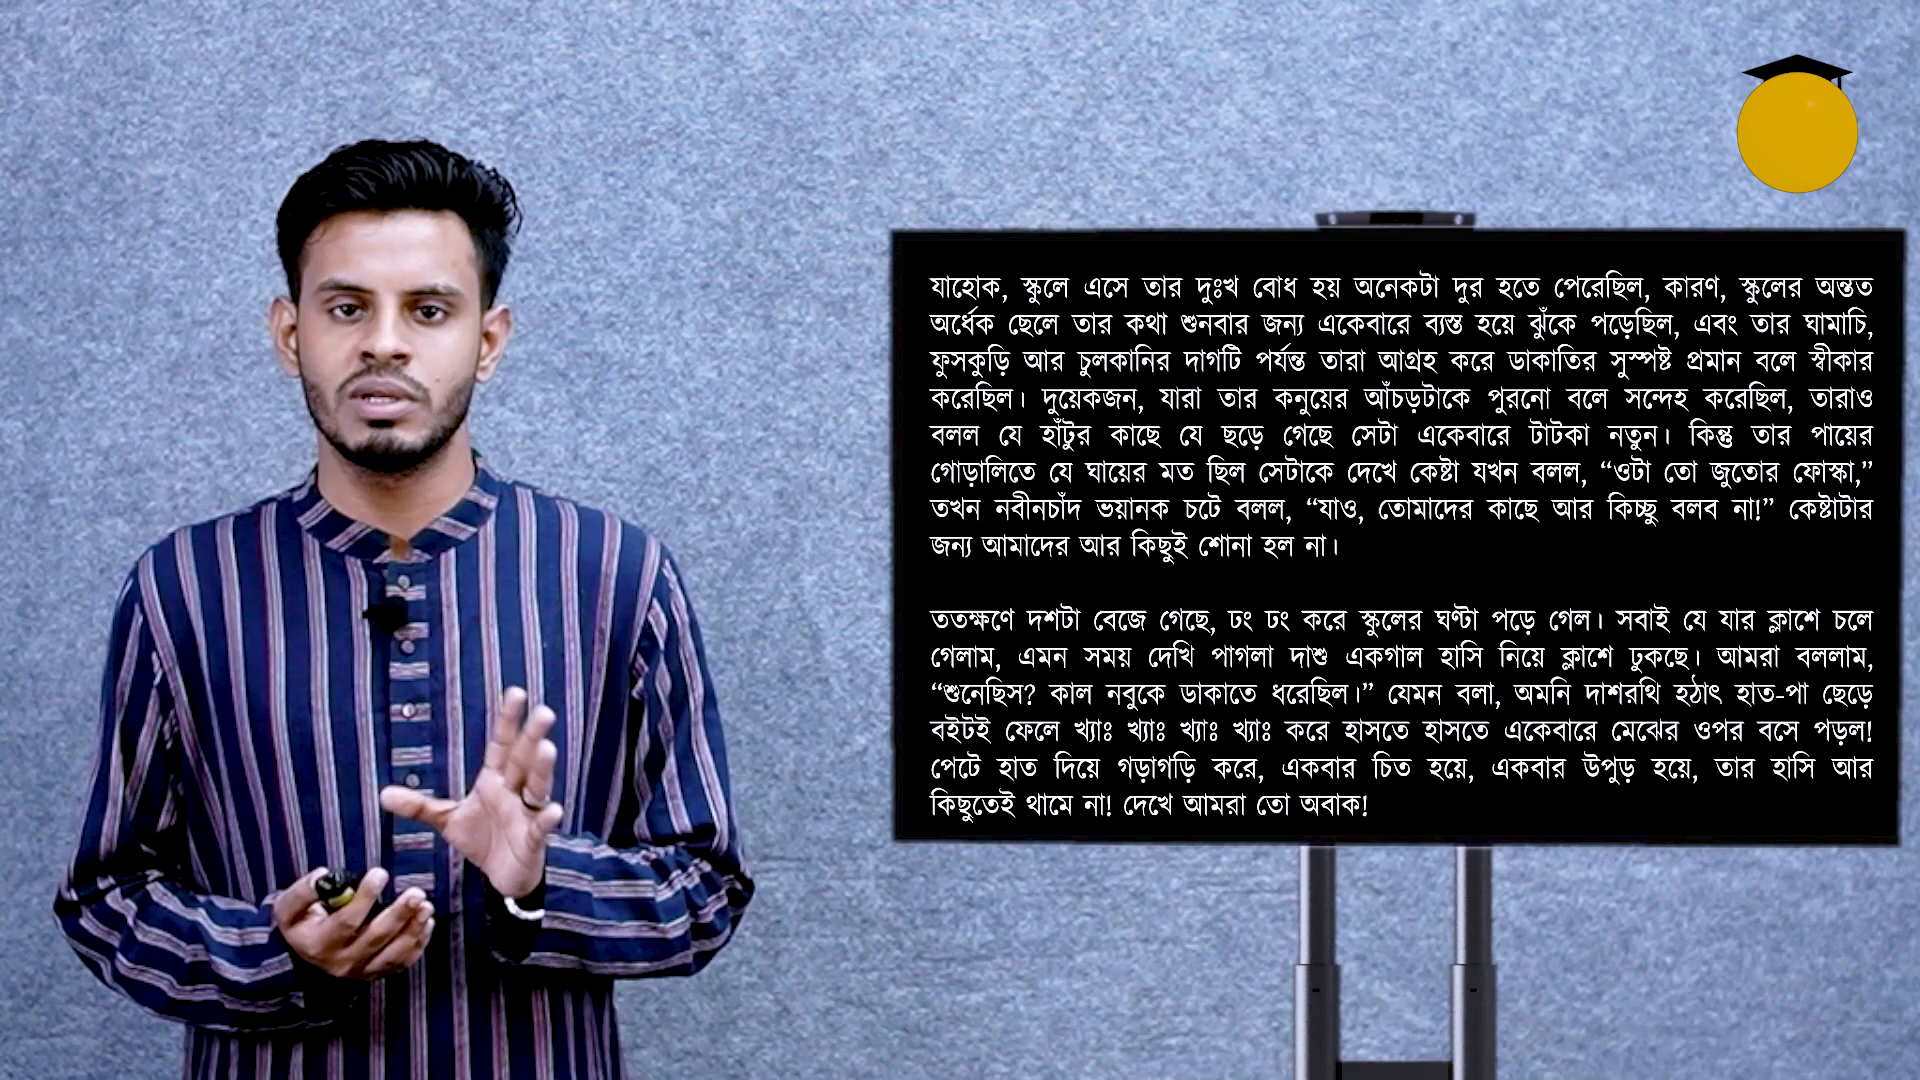 যাহোক, স্কুলে এসে তার দুঃখ বোধ হয় অনেকটা দুর হতে পেরেছিল, কারণ, স্কুলের অন্তত
অর্ধেক ছেলে তার কথা শুনবার জন্য একেবারে ব্যস্ত হয়ে ঝুঁকে পড়েছিল, এবং তার ঘামাচি,
ফুসকুড়ি আর চুলকানির দাগটি পর্যন্ত তারা আগ্রহ করে ডাকাতির সুস্পষ্ট প্রমান বলে স্বীকার
করেছিল। দুয়েকজন, যারা তার কনুয়ের আঁচড়টাকে পুরনো বলে সন্দেহ করেছিল, তারাও
বলল যে হাঁটুর কাছে যে ছড়ে গেছে সেটা একেবারে টাটকা নতুন। কিন্তু তার পায়ের
গোড়ালিতে যে ঘায়ের মত ছিল সেটাকে দেখে কেষ্টা যখন বলল, “ওটা তো জুতোর ফোস্কা,”
তখন নবীনচাঁদ ভয়ানক চটে বলল, “যাও, তোমাদের কাছে আর কিচ্ছু বলব না!” কেষ্টাটার
জন্য আমাদের আর কিছুই শোনা হল না।
ততক্ষণে দশটা বেজে গেছে, ঢং ঢং করে স্কুলের ঘণ্টা পড়ে গেল। সবাই যে যার ক্লাশে চলে
গেলাম, এমন সময় দেখি পাগলা দাশু একগাল হাসি নিয়ে ক্লাশে ঢুকছে। আমরা বললাম,
“শুনেছিস? কাল নবুকে ডাকাতে ধরেছিল।” যেমন বলা, অমনি দাশরথি হঠাৎ হাত-পা ছেড়ে
বইটই ফেলে খ্যাঃ খ্যাঃ খ্যাঃ খ্যাঃ করে হাসতে হাসতে একেবারে মেঝের ওপর বসে পড়ল!
পেটে হাত দিয়ে গড়াগড়ি করে, একবার চিত হয়ে, একবার উপুড় হয়ে, তার হাসি আর
কিছুতেই থামে না! দেখে আমরা তো অবাক!